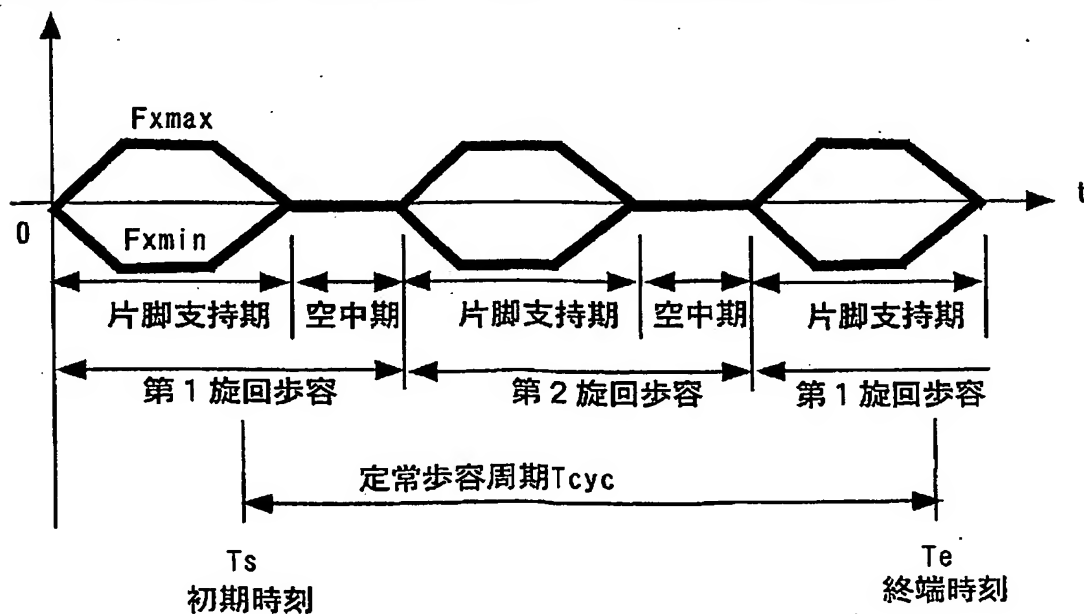 Fxmax
t
0
Fxmin
片脚支持期 空中期 片脚支持期 空中期 片脚支持期
第1旋回歩容 第2旋回歩容 第1旋回歩容
定常歩容周期Tcyc
Ts
初期時刻
Te
終端時刻